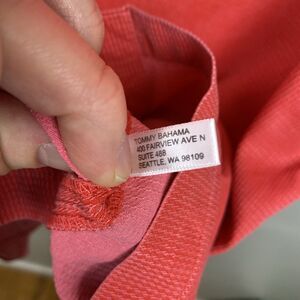 TOMMY BAHAMA
400 FAIRVIEW AVE N
SUITE 488
SEATTLE, WA 98109